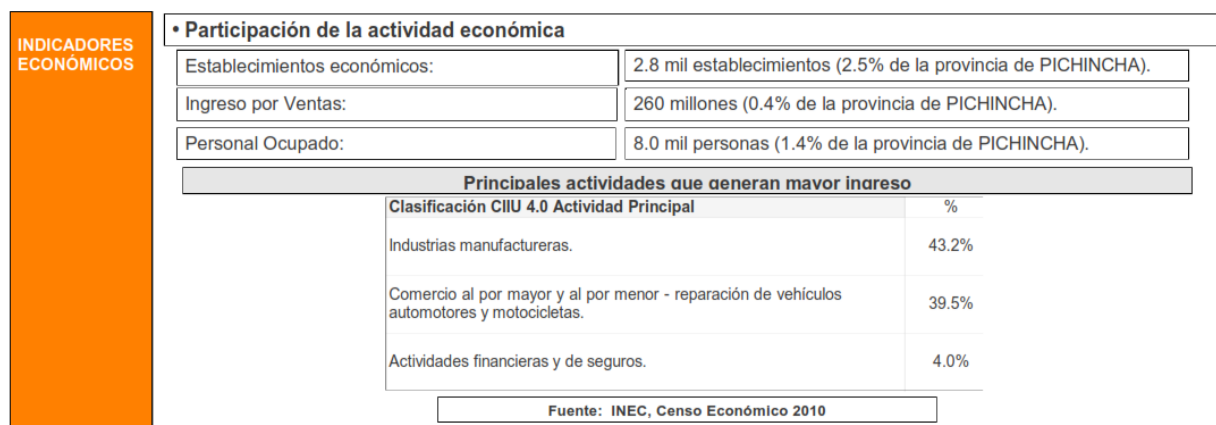 INDICADORES
ECONÓMICOS
• Participación de la actividad económica
Establecimientos económicos: 2.8 mil establecimientos (2.5% de la provincia de PICHINCHA).
Ingreso por Ventas: 260 millones (0.4% de la provincia de PICHINCHA).
Personal Ocupado: 8.0 mil personas (1.4% de la provincia de PICHINCHA).
Principales actividades que generan mayor ingreso
Clasificación CIIU 4.0 Actividad Principal %
Industrias manufactureras. 43.2%
Comercio al por mayor y al por menor - reparación de vehículos
automotores y motocicletas. 39.5%
Actividades financieras y de seguros. 4.0%
Fuente: INEC, Censo Económico 2010